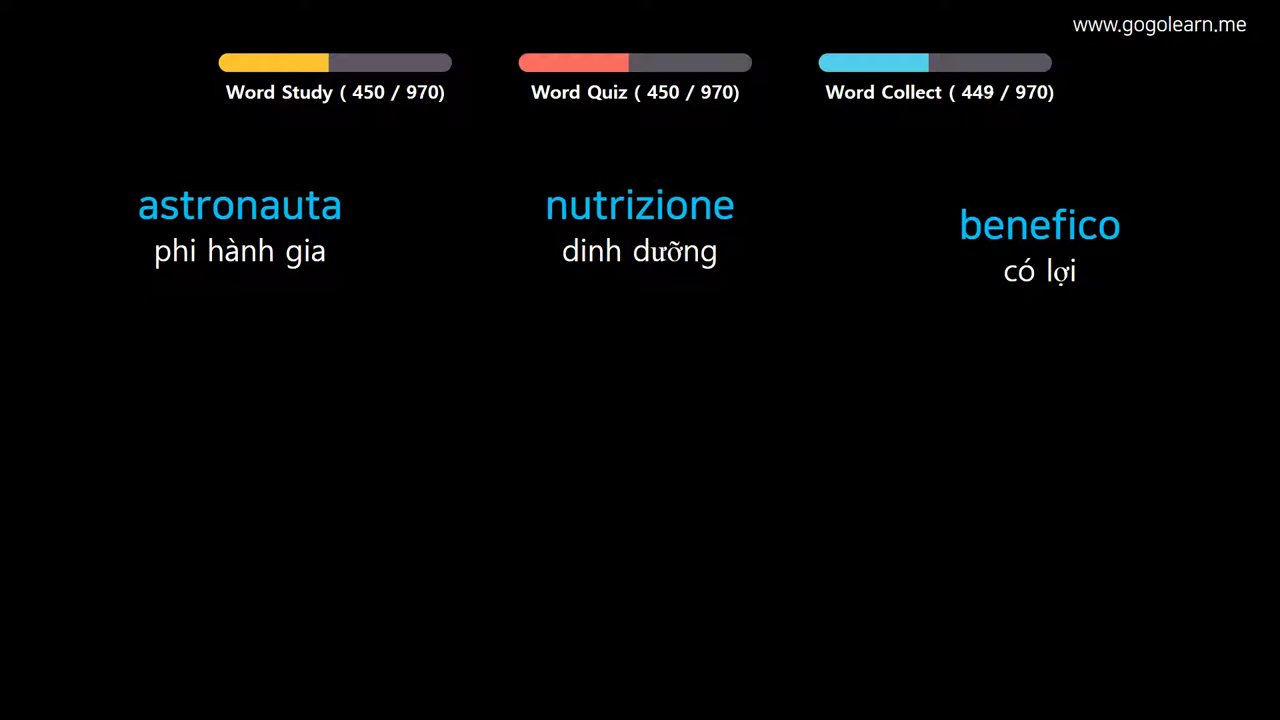 www.gogolearn.me
Word Study ( 450 / 970)
Word Quiz ( 450 / 970)
Word Collect ( 449 / 970)
astronauta
phi hành gia
nutrizione
dinh dưỡng
benefico
có lợi